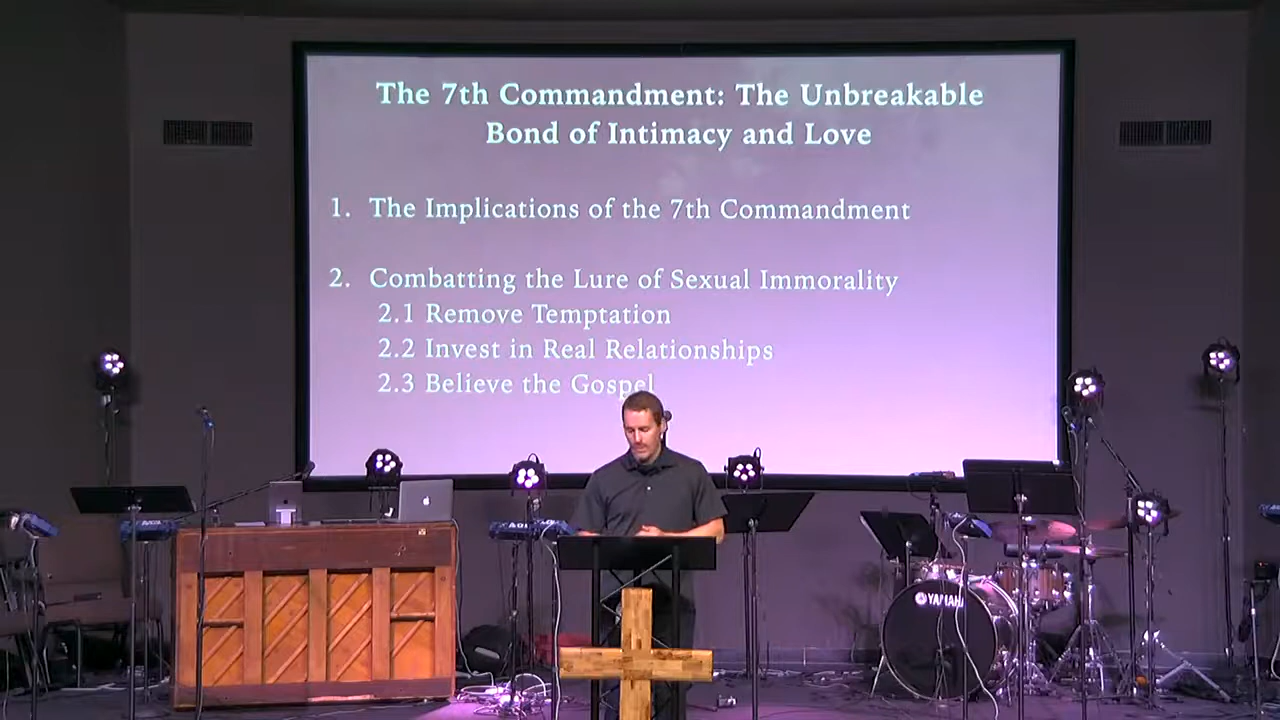 The 7th Commandment: The Unbreakable
Bond of Intimacy and Love
1. The Implications of the 7th Commandment
2. Combatting the Lure of Sexual Immorality
2.1 Remove Temptation
2.2 Invest in Real Relationships
2.3 Believe the Gospel
YAMAHA